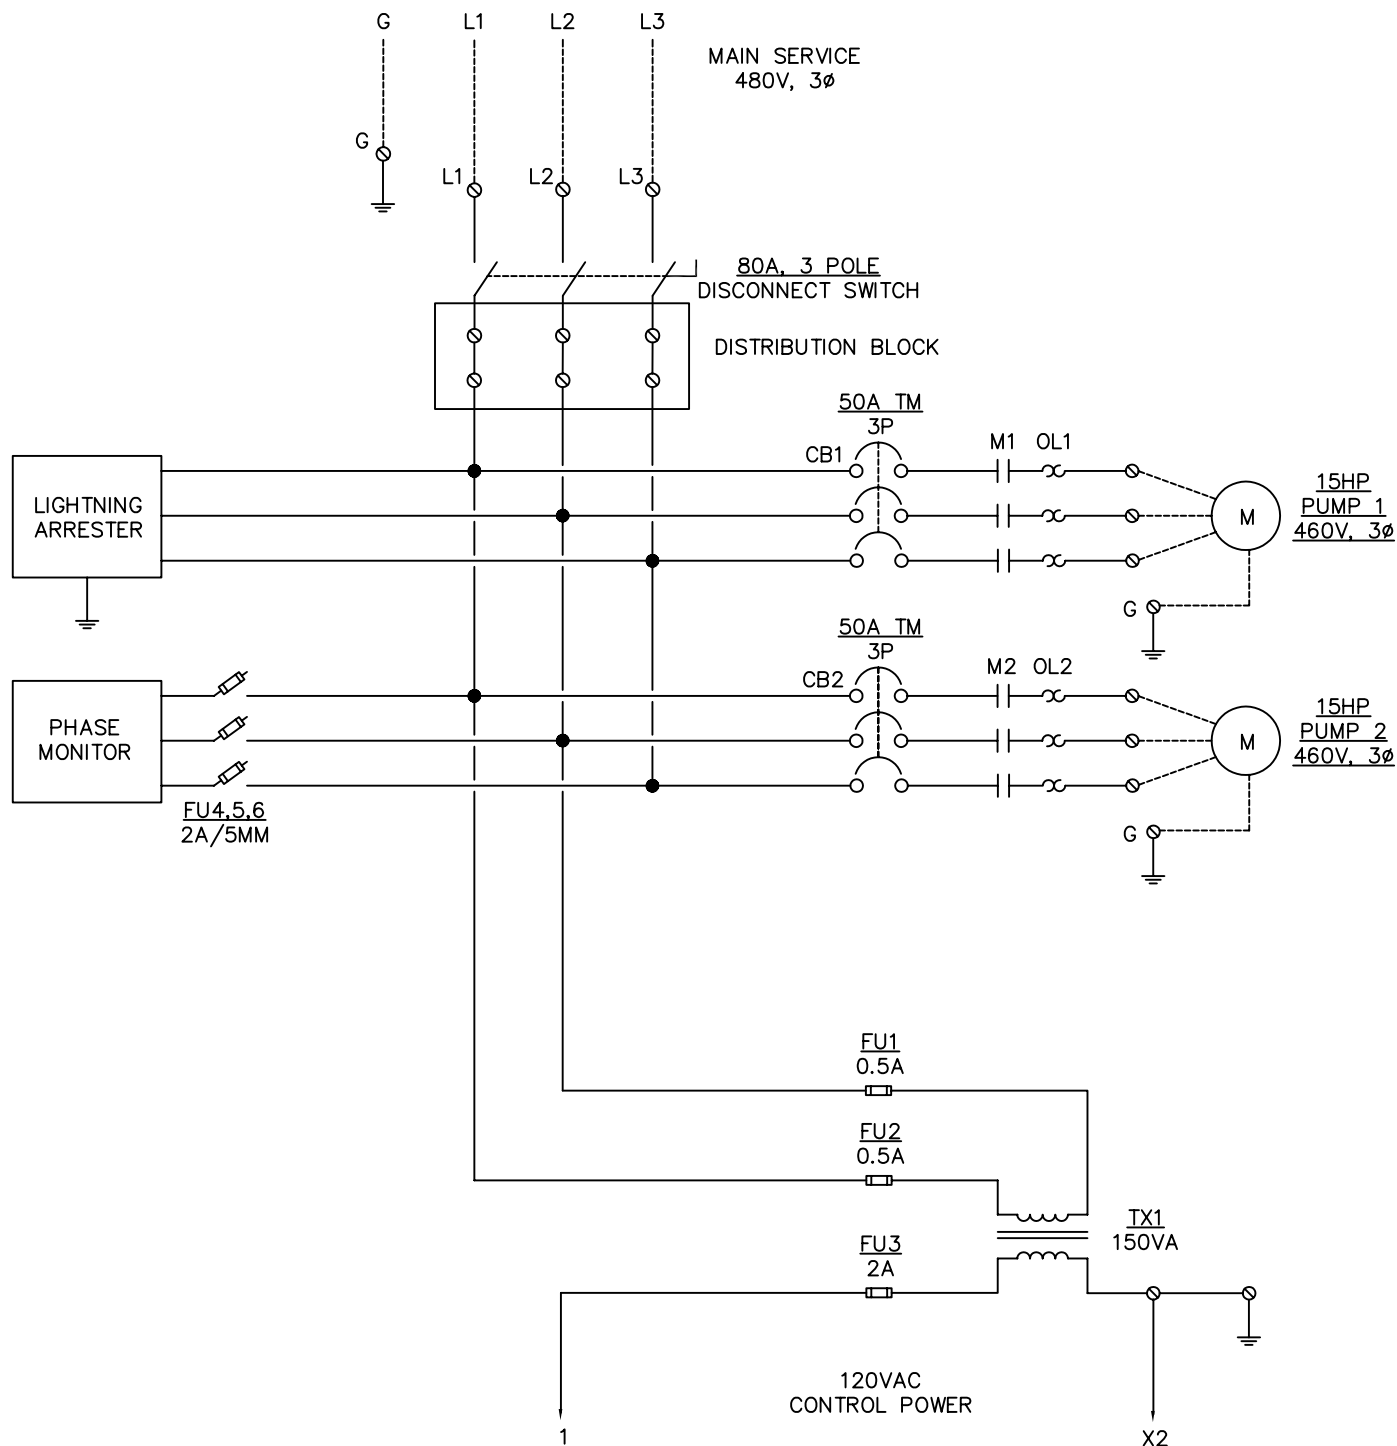 G
L1
L2
L3
MAIN SERVICE
480V, 3ø
G
L1
L2
L3
80A, 3 POLE
DISCONNECT SWITCH
DISTRIBUTION BLOCK
50A TM
3P
CB1
M1
OL1
LIGHTNING
ARRESTER
M
15HP
PUMP 1
460V, 3ø
G
50A TM
3P
CB2
M2
OL2
PHASE
MONITOR
M
15HP
PUMP 2
460V, 3ø
FU4,5,6
2A/5MM
G
FU1
0.5A
FU2
0.5A
TX1
150VA
FU3
2A
120VAC
CONTROL POWER
1
X2